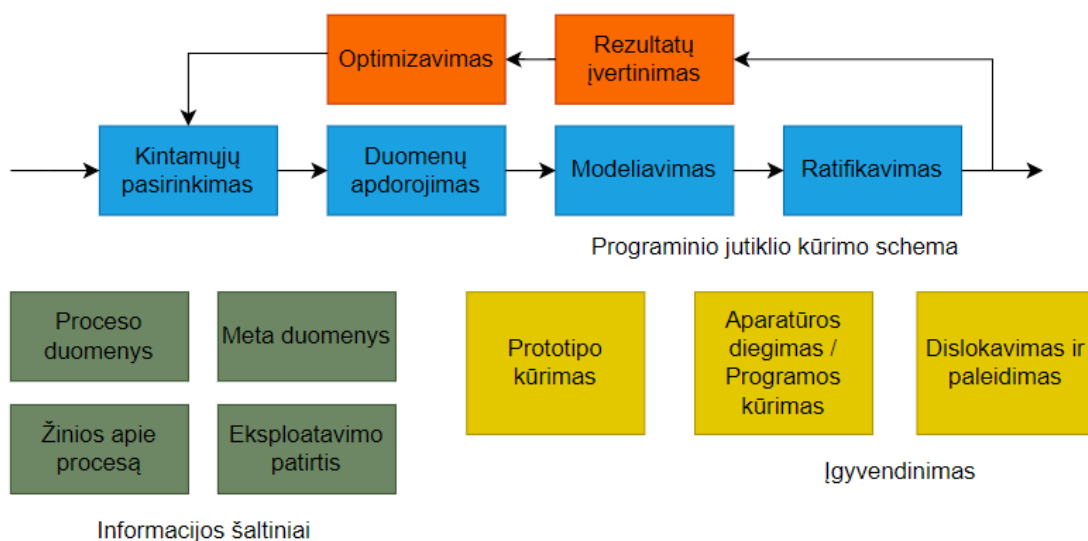 Optimizavimas
Rezultatų
įvertinimas
Kintamųjų
pasirinkimas
Duomenų
apdorojimas
Modeliavimas
Ratifikavimas
Programinio jutiklio kūrimo schema
Proceso
duomenys
Meta duomenys
Žinios apie
procesą
Eksploatavimo
patirtis
Informacijos šaltiniai
Prototipo
kūrimas
Aparatūros
diegimas /
Programos
kūrimas
Dislokavimas ir
paleidimas
Įgyvendinimas